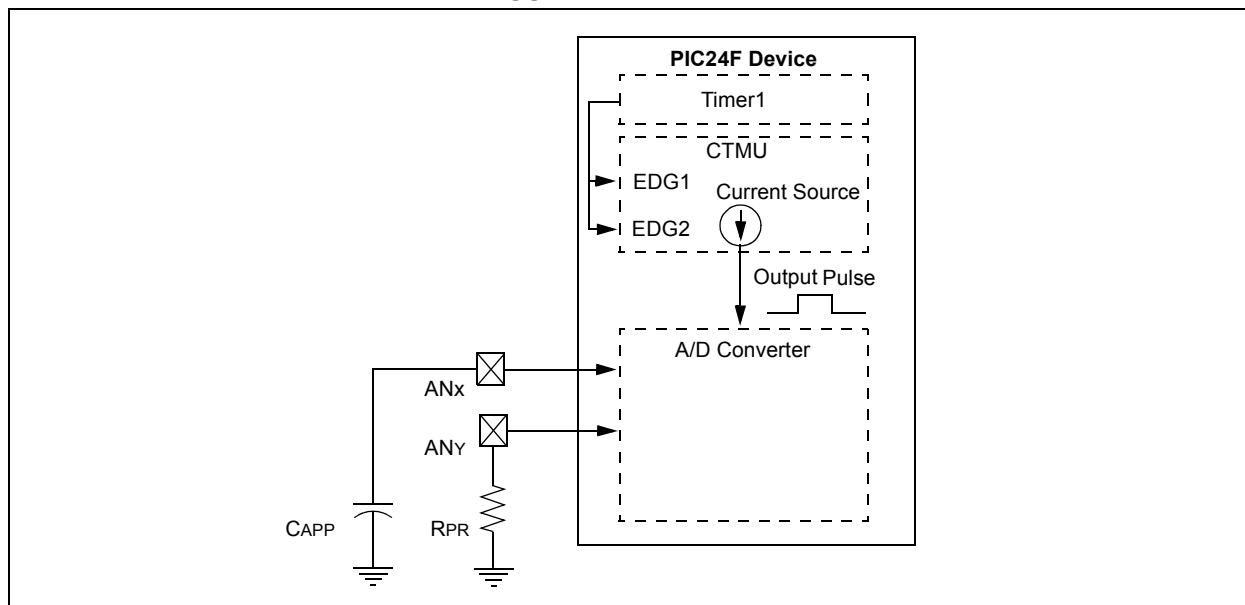 PIC24F Device
Timer1
CTMU
EDG1
Current Source
EDG2
Output Pulse
A/D Converter
ANX
ANY
CAPP
RPR